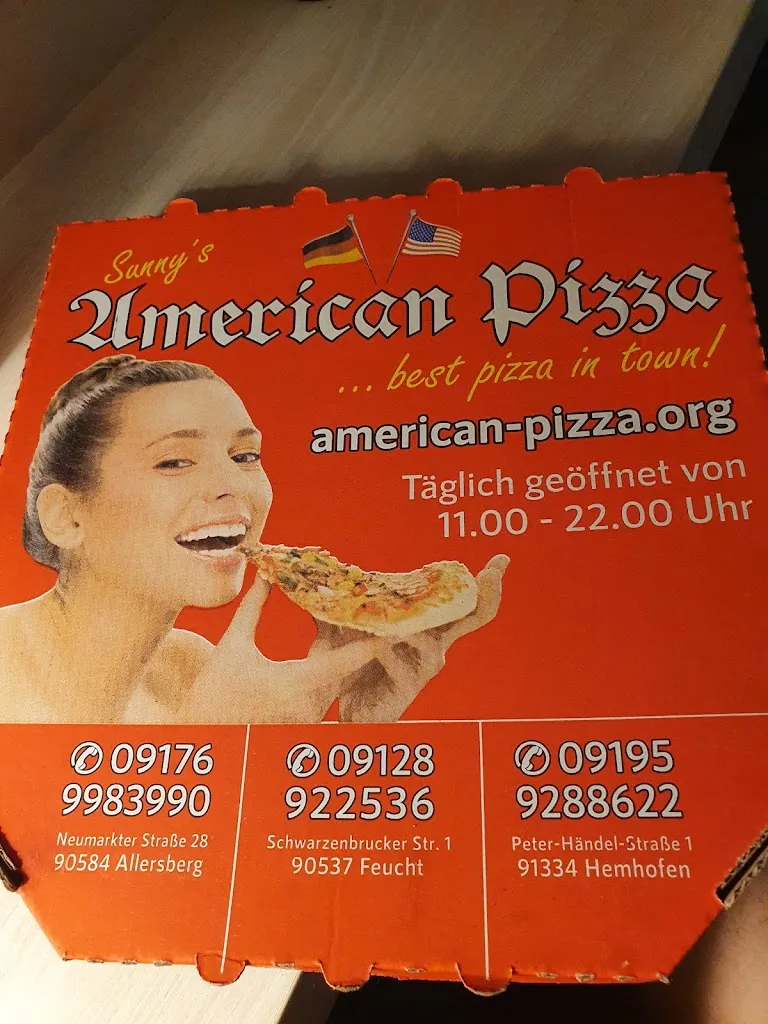 Sunny's
American Pizza
... best pizza in town!
american-pizza.org
Täglich geöffnet von
11.00 - 22.00 Uhr
✆ 09176
9983990
Neumarkter Straße 28
90584 Allersberg
✆ 09128
922536
Schwarzenbrucker Str. 1
90537 Feucht
✆ 09195
9288622
Peter-Händel-Straße 1
91334 Hemhofen